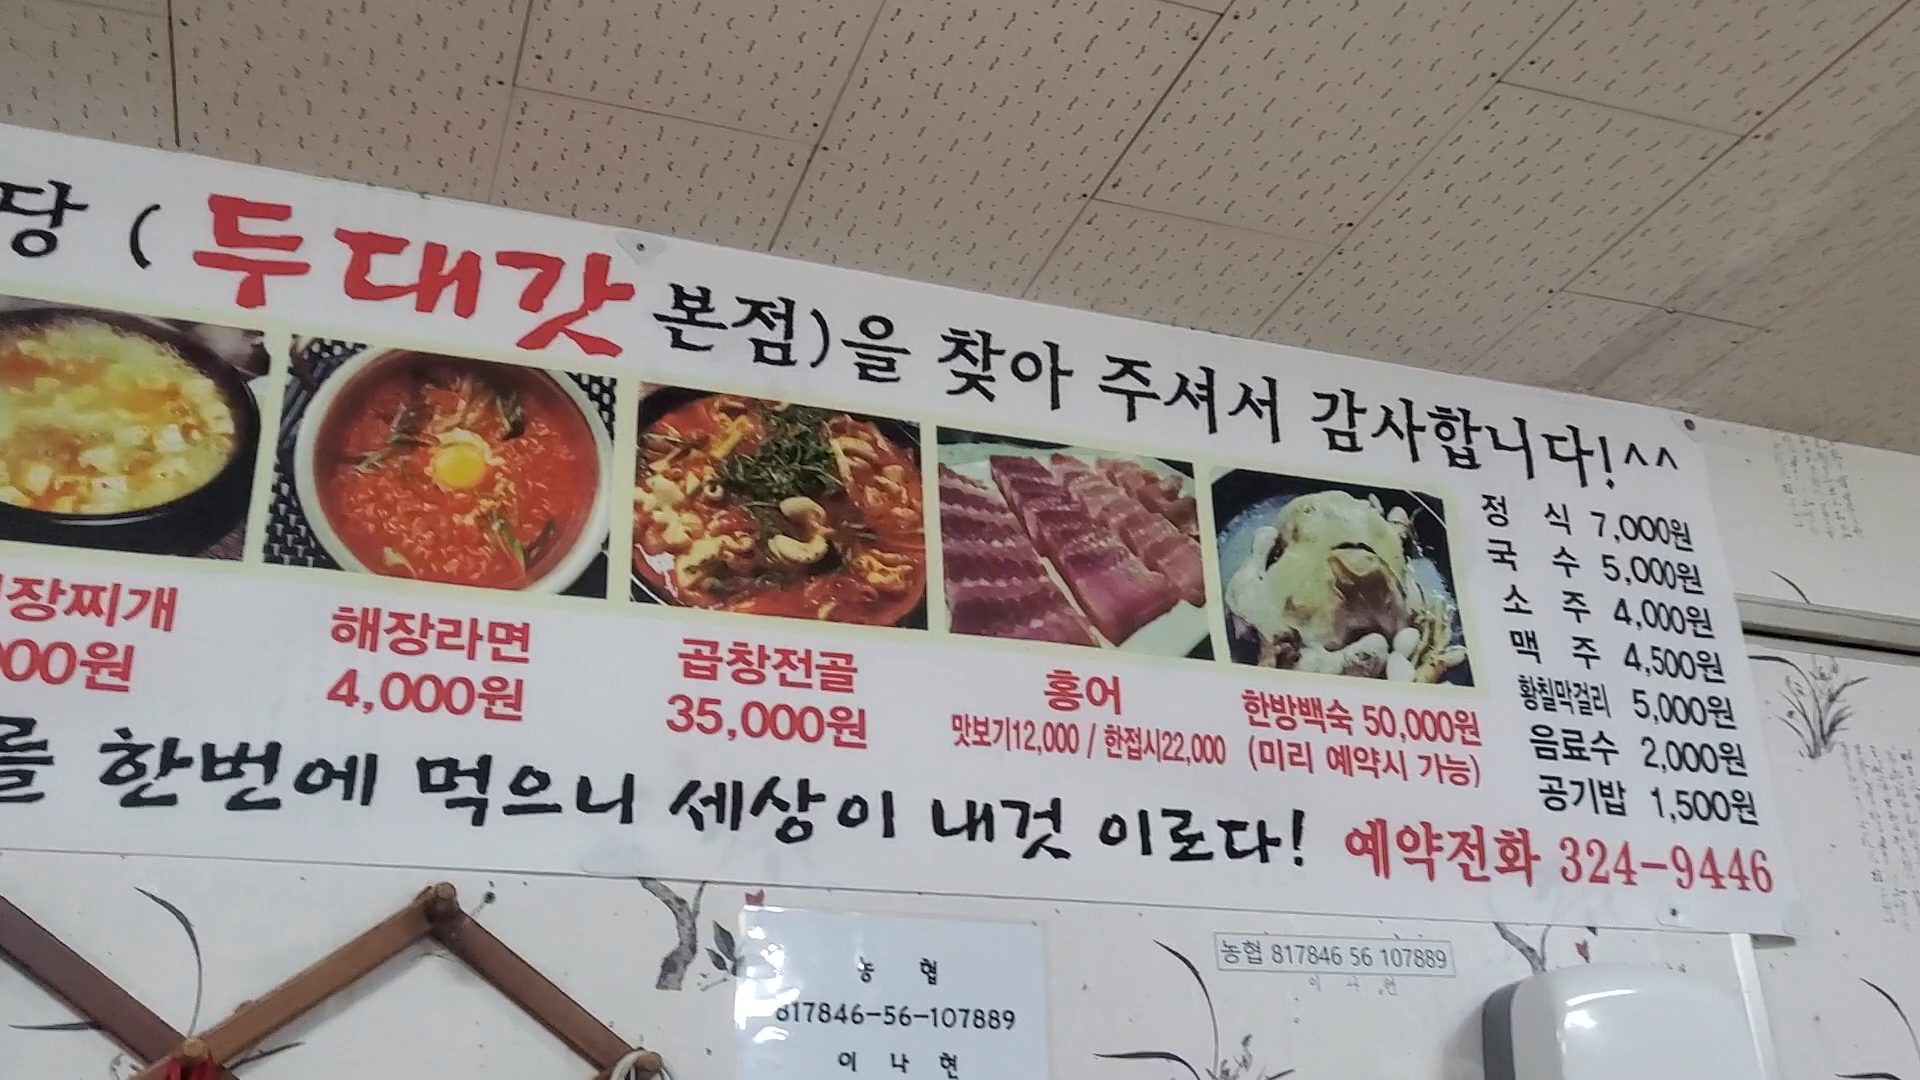 당 (두대갓 본점)을 찾아 주셔서 감사합니다!^^
장찌개
00원
해장라면
4,000원
곱창전골
35,000원
홍어
맛보기12,000 / 한접시22,000
한방백숙 50,000원
(미리 예약시 가능)
정 식 7,000원
국 수 5,000원
소 주 4,000원
맥 주 4,500원
황칠막걸리 5,000원
음료수 2,000원
공기밥 1,500원
를 한번에 먹으니 세상이 내것 이로다!
예약전화 324-9446
농협 817846 56 107889
이 나 현
농 협
817846-56-107889
이 나 현